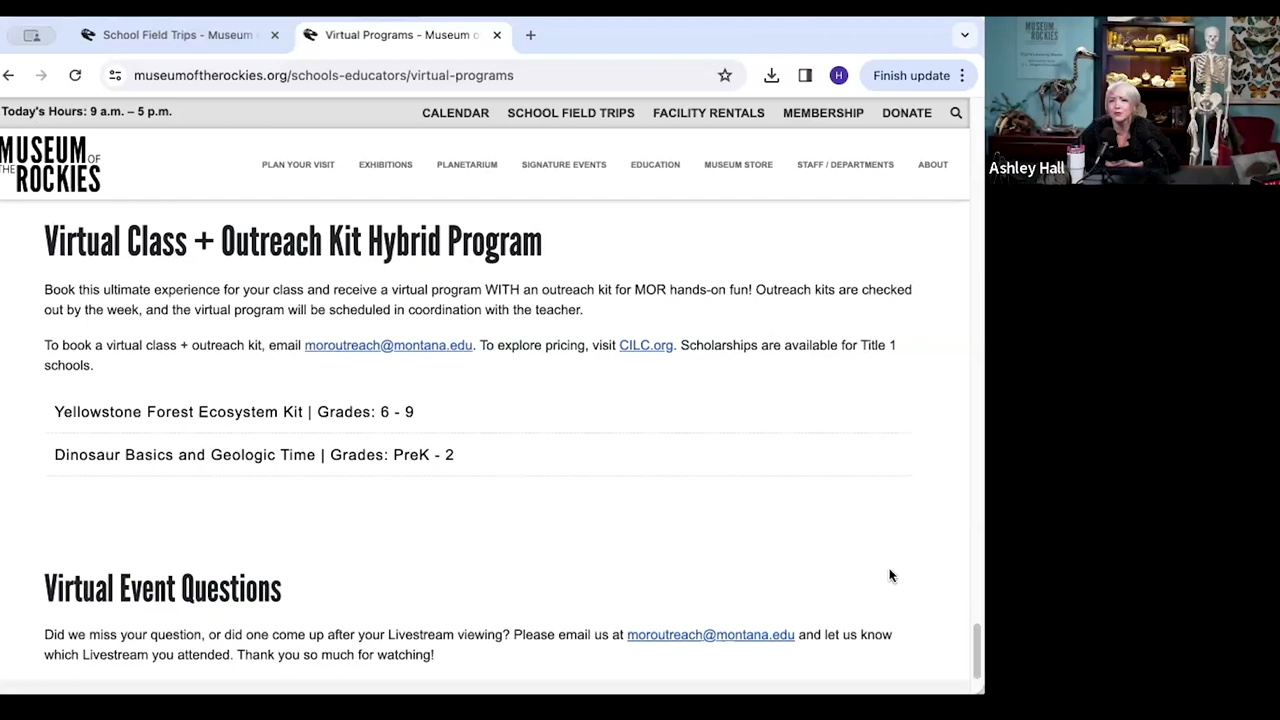 School Field Trips - Museum
Virtual Programs - Museum o
museumoftherockies.org/schools-educators/virtual-programs
H
Finish update
Today's Hours: 9 a.m. – 5 p.m.
CALENDAR
SCHOOL FIELD TRIPS
FACILITY RENTALS
MEMBERSHIP
DONATE
MUSEUM OF
THE ROCKIES
PLAN YOUR VISIT
EXHIBITIONS
PLANETARIUM
SIGNATURE EVENTS
EDUCATION
MUSEUM STORE
STAFF / DEPARTMENTS
ABOUT
Virtual Class + Outreach Kit Hybrid Program
Book this ultimate experience for your class and receive a virtual program WITH an outreach kit for MOR hands-on fun! Outreach kits are checked
out by the week, and the virtual program will be scheduled in coordination with the teacher.
To book a virtual class + outreach kit, email moroutreach@montana.edu. To explore pricing, visit CILC.org. Scholarships are available for Title 1
schools.
Yellowstone Forest Ecosystem Kit | Grades: 6 - 9
Dinosaur Basics and Geologic Time | Grades: PreK - 2
Virtual Event Questions
Did we miss your question, or did one come up after your Livestream viewing? Please email us at moroutreach@montana.edu and let us know
which Livestream you attended. Thank you so much for watching!
MUSEUM OF THE
ROCKIES
Ashley Hall